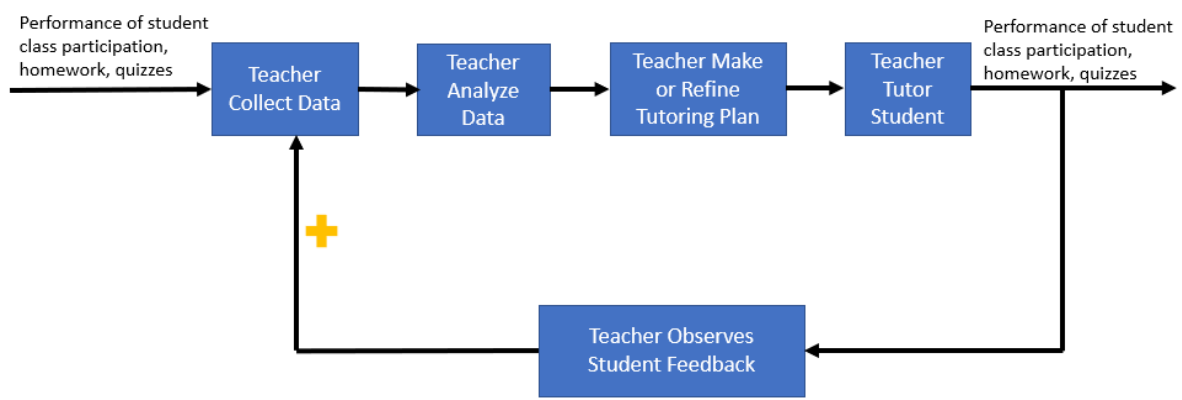 Performance of student
class participation,
homework, quizzes
Teacher
Collect Data
Teacher
Analyze
Data
Teacher Make
or Refine
Tutoring Plan
Teacher
Tutor
Student
Performance of student
class participation,
homework, quizzes
Teacher Observes
Student Feedback